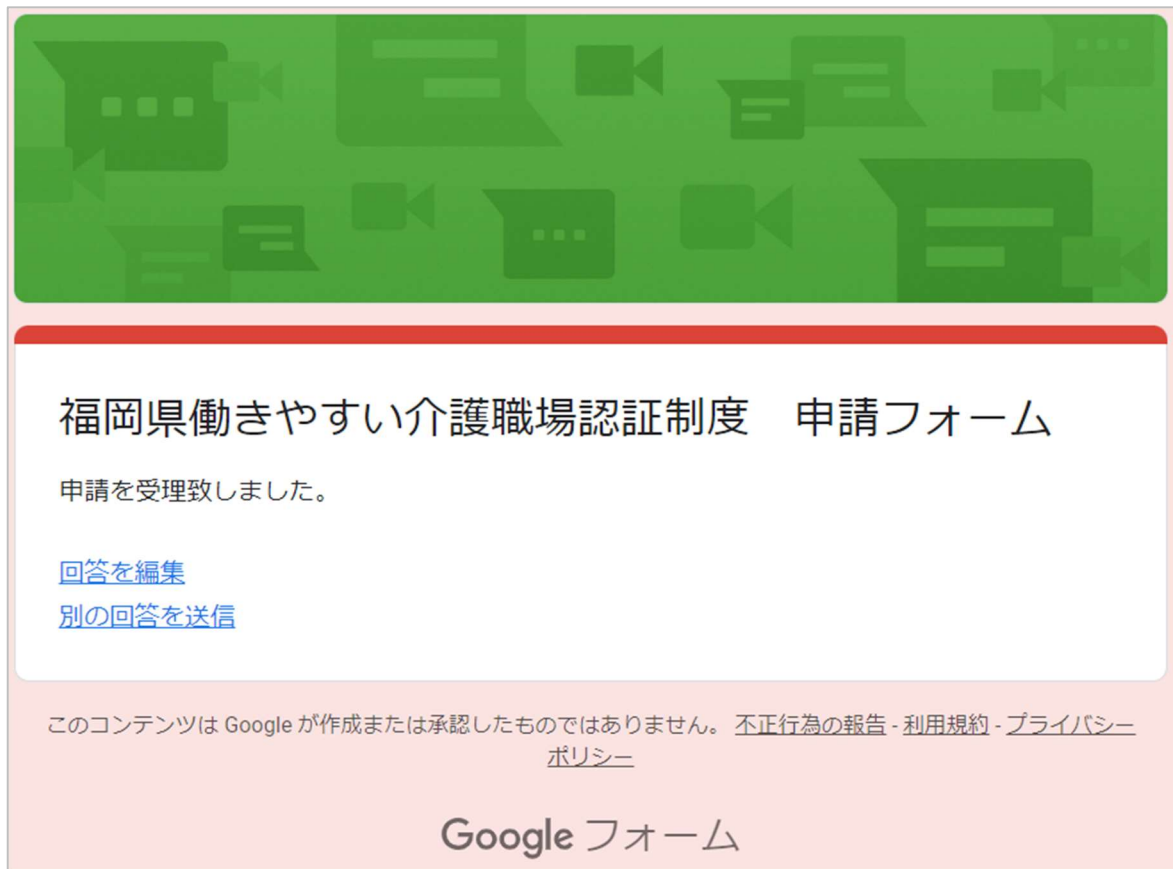 福岡県働きやすい介護職場認証制度　申請フォーム
申請を受理致しました。
回答を編集
別の回答を送信
このコンテンツは Google が作成または承認したものではありません。 不正行為の報告 - 利用規約 - プライバシー
ポリシー
Google フォーム